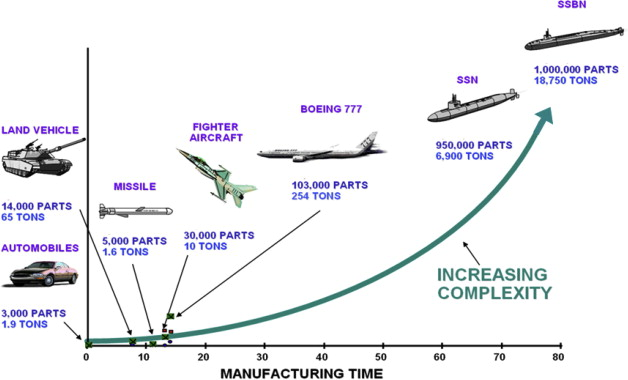 SSBN
1,000,000 PARTS
18,750 TONS
SSN
950,000 PARTS
6,900 TONS
BOEING 777
103,000 PARTS
254 TONS
FIGHTER
AIRCRAFT
30,000 PARTS
10 TONS
LAND VEHICLE
14,000 PARTS
65 TONS
MISSILE
5,000 PARTS
1.6 TONS
AUTOMOBILES
3,000 PARTS
1.9 TONS
INCREASING
COMPLEXITY
0 10 20 30 40 50 60 70 80
MANUFACTURING TIME